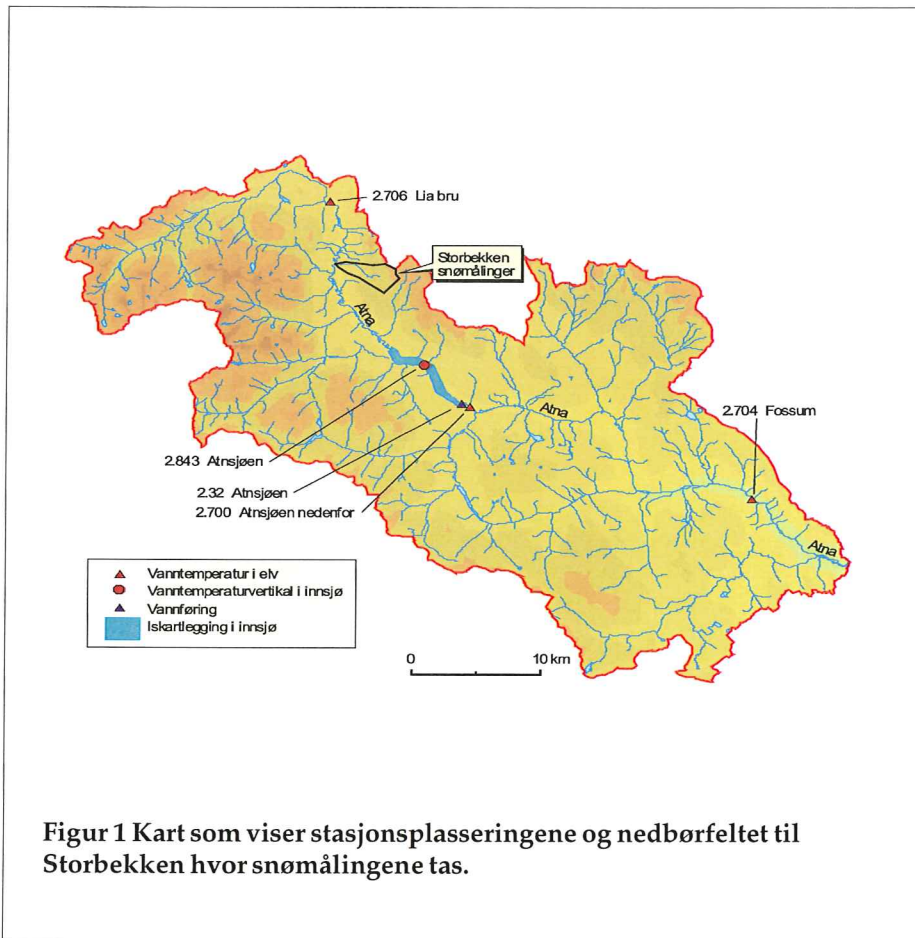 2.706 Lia bru
Storbekken
snømålinger
Atna
Atna
2.704 Fossum
2.843 Atnsjøen
2.32 Atnsjøen
2.700 Atnsjøen nedenfor
Atna
Vanntemperatur i elv
Vanntemperaturvertikal i innsjø
Vannføring
Iskartlegging i innsjø
0 10 km
Figur 1 Kart som viser stasjonsplasseringene og nedbørfeltet til
Storbekken hvor snømålingene tas.